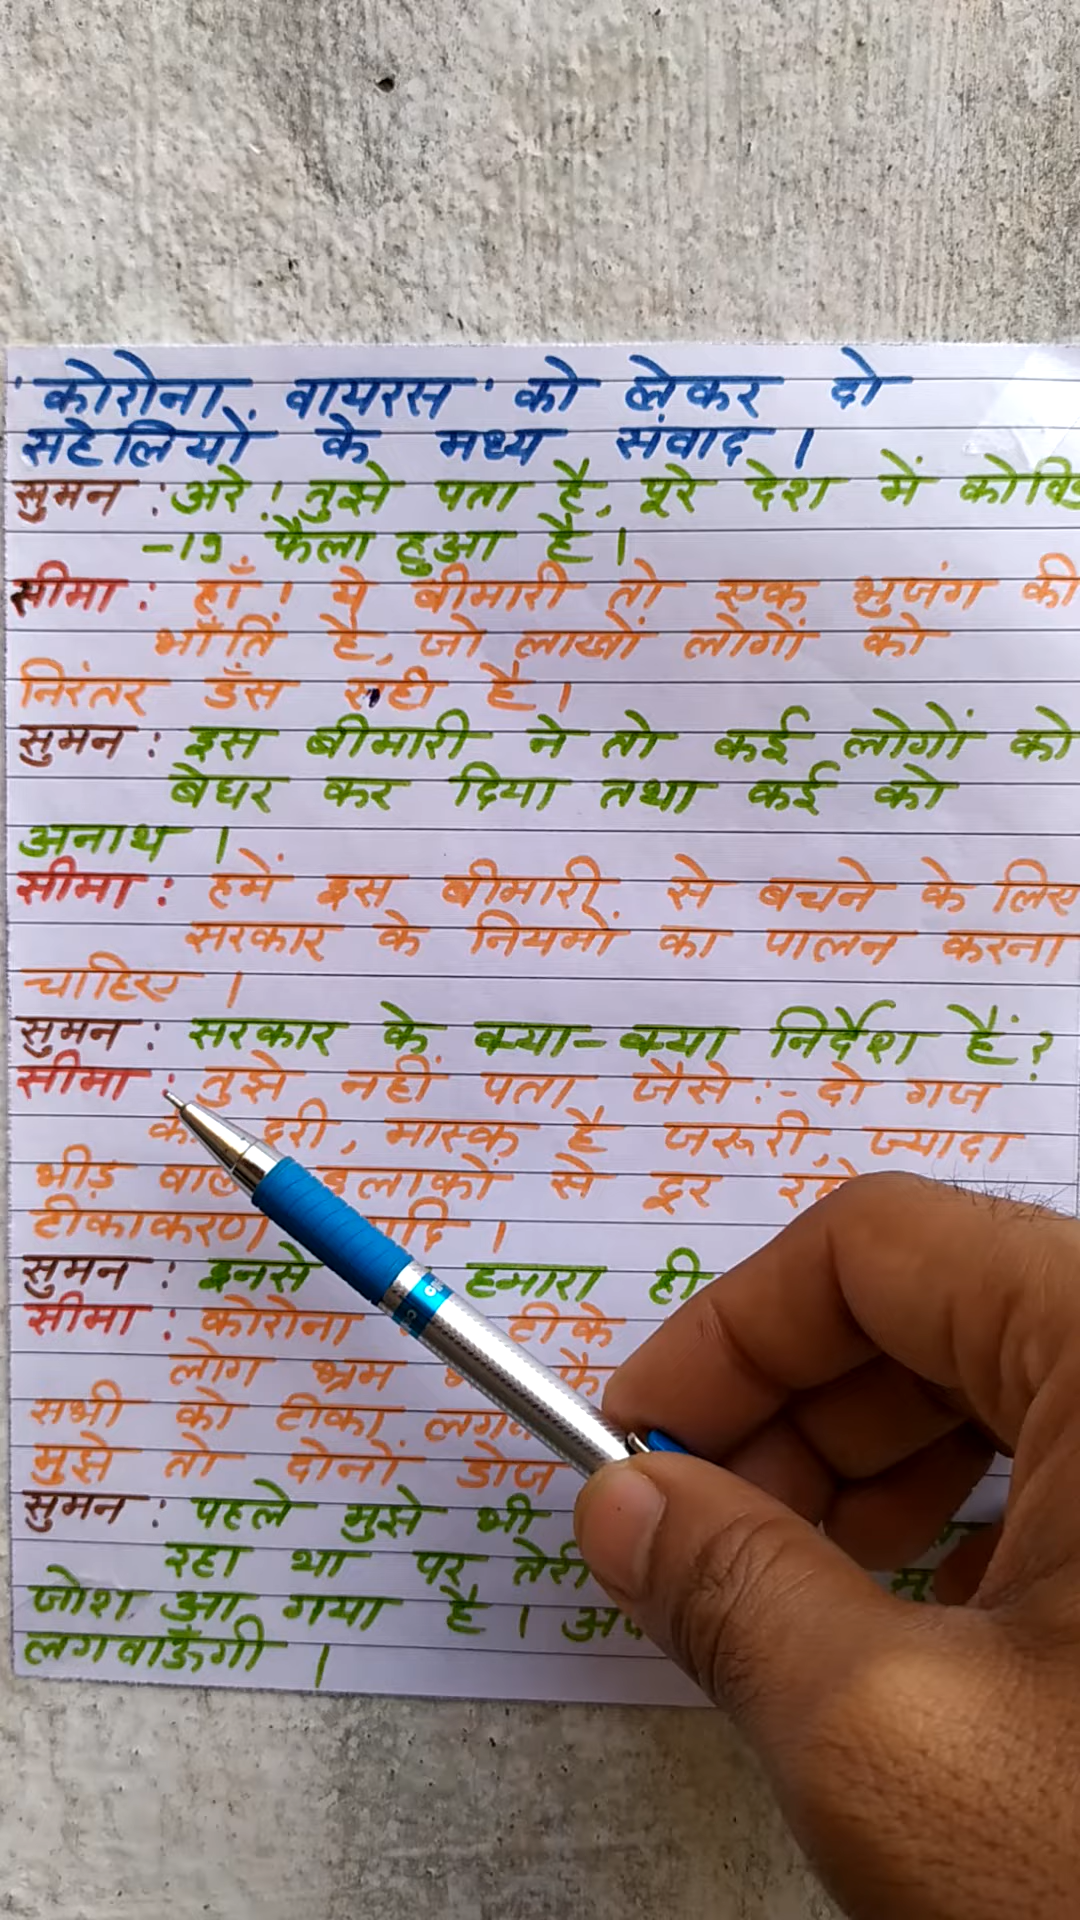 'कोरोना वायरस' को लेकर दो
सहेलियों के मध्य संवाद ।
सुमन : अरे ! तुझे पता है, पूरे देश में
-19 फैला हुआ है ।
सीमा : हाँ ! ये बीमारी तो एक भुजंग की
भाँति है, जो लाखों लोगों को
निरंतर डँस रही है ।
सुमन : इस बीमारी ने तो कई लोगों को
बेघर कर दिया तथा कई को
अनाथ ।
सीमा : हमें इस बीमारी से बचने के लिए
सरकार के नियमों का पालन करना
चाहिए ।
सुमन : सरकार के क्या-क्या निर्देश हैं ?
सीमा : तुझे नहीं पता जैसे :- दो गज
दूरी, मास्क है जरूरी, ज्यादा
भीड़ इलाकों से दूर
टीकाकरण ।
सुमन : इनसे हमारा ही
सीमा : कोरोना टीके
लोग भ्रम
सभी को टीका
मुझे तो दोनों डोज
सुमन : पहले मुझे भी
रहा था पर तेरी
जोश आ गया है ।
लगवाऊँगी ।